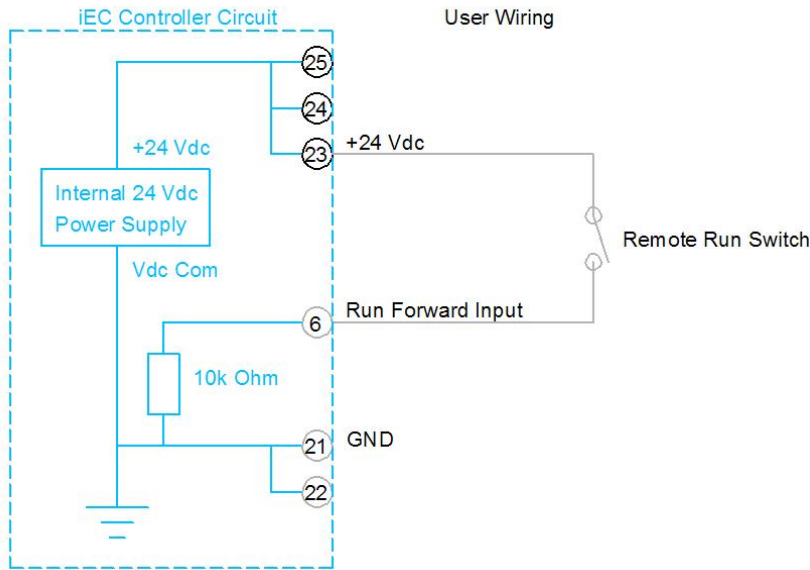 iEC Controller Circuit
User Wiring
25
24
23
+24 Vdc
+24 Vdc
Internal 24 Vdc
Power Supply
Vdc Com
Remote Run Switch
6
Run Forward Input
10k Ohm
21
GND
22